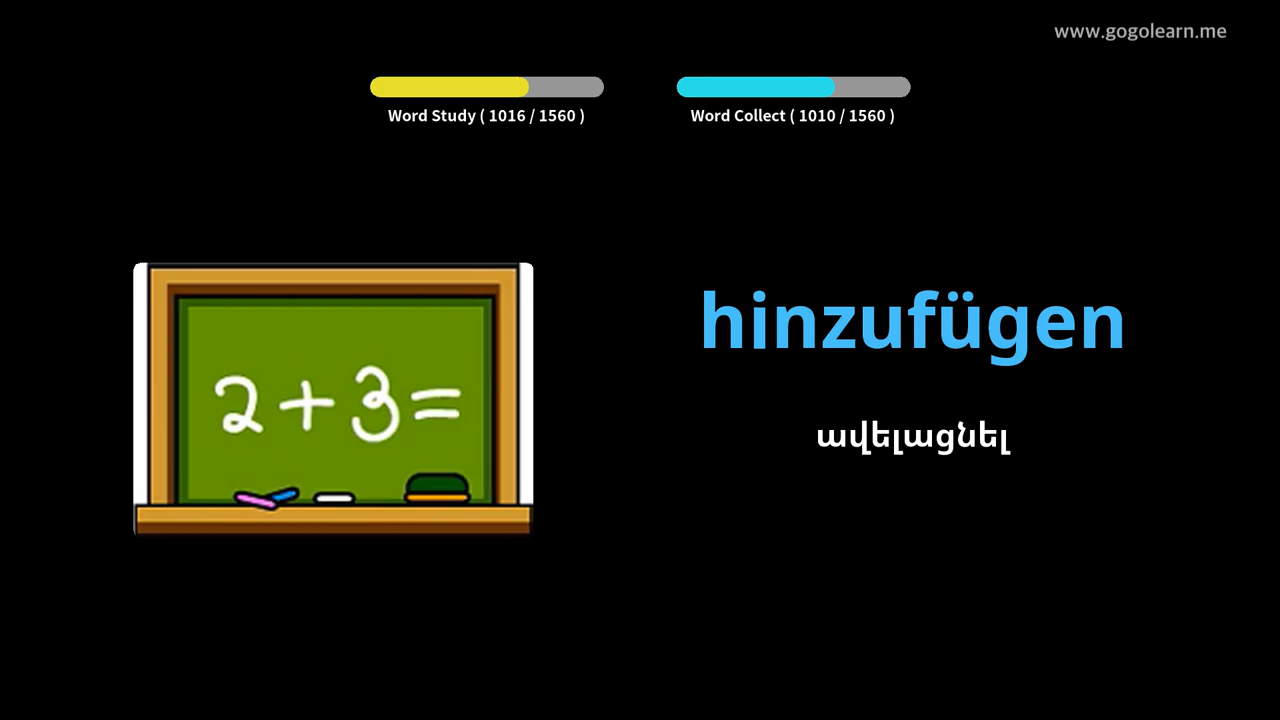 www.gogolearn.me
Word Study ( 1016 / 1560 )
Word Collect ( 1010 / 1560 )
2 + 3 =
hinzufügen
ավելացնել